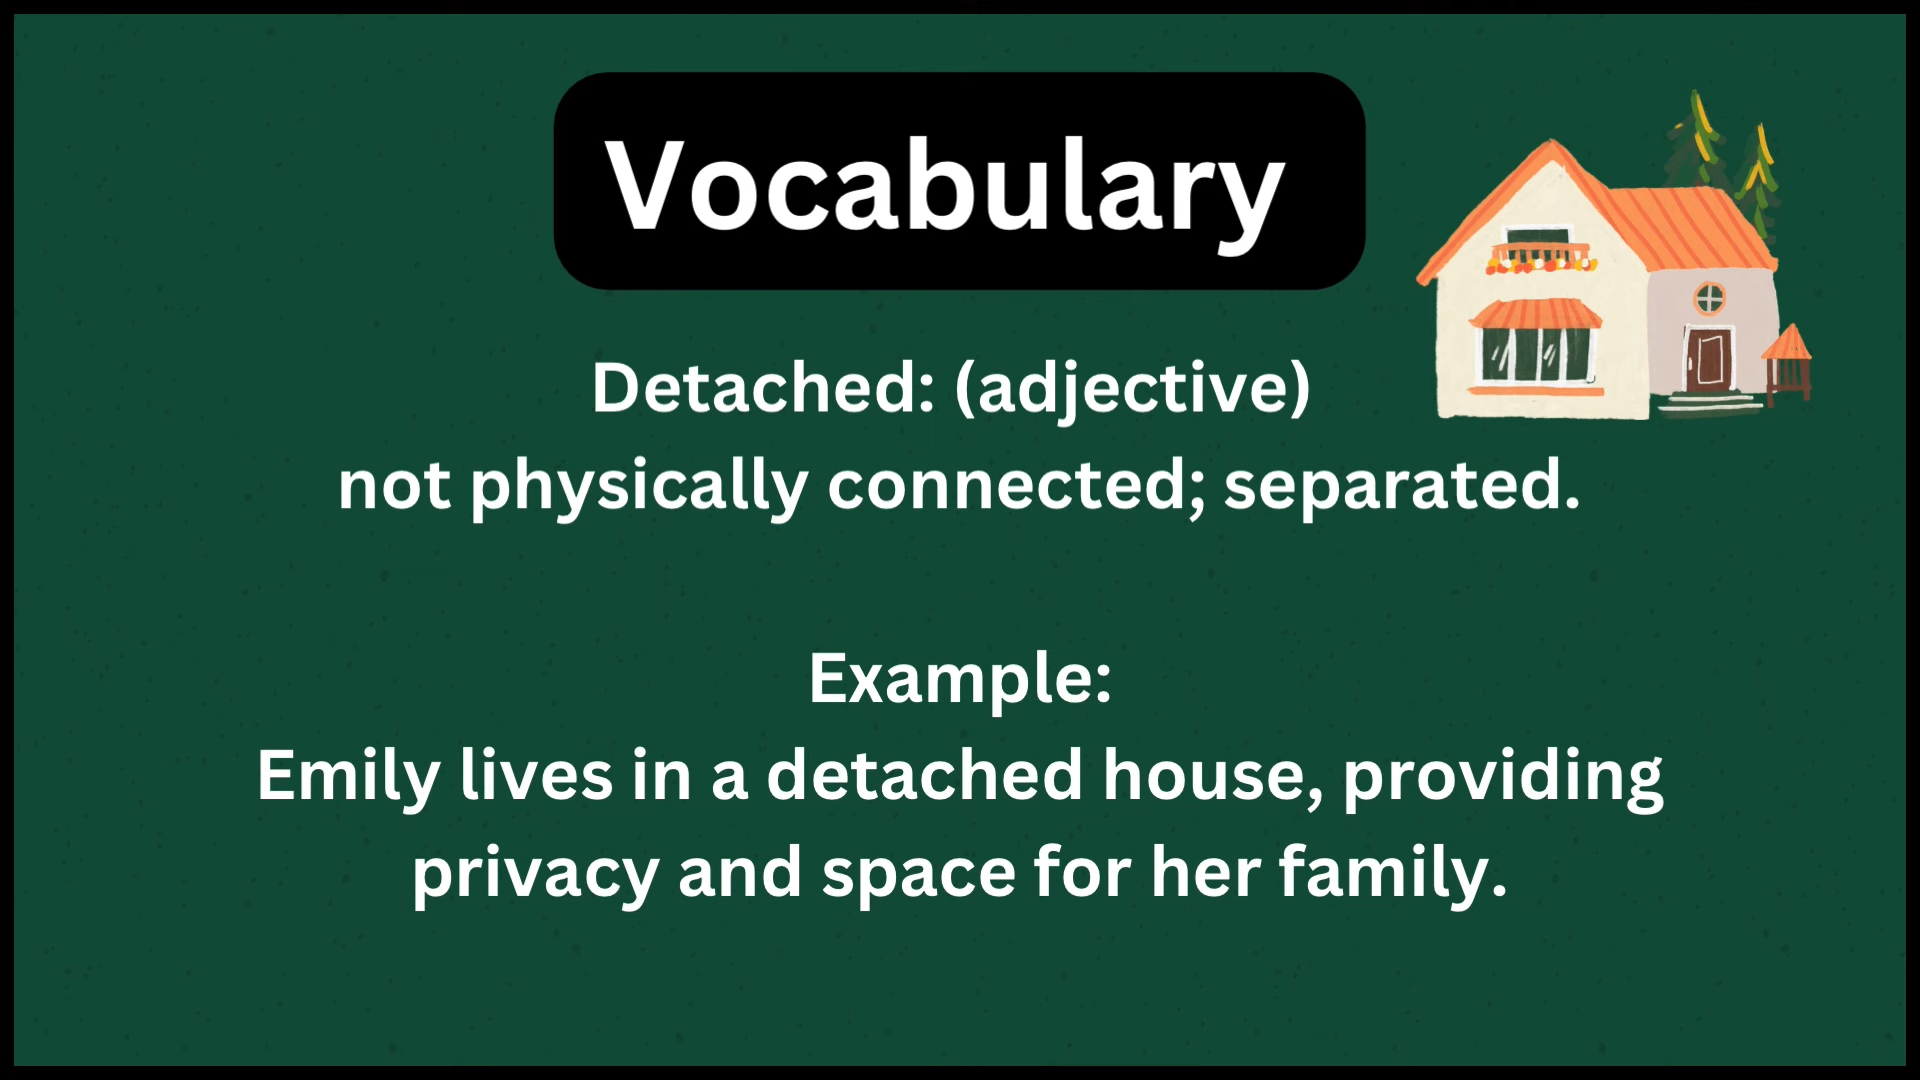 Vocabulary
Detached: (adjective)
not physically connected; separated.
Example:
Emily lives in a detached house, providing
privacy and space for her family.